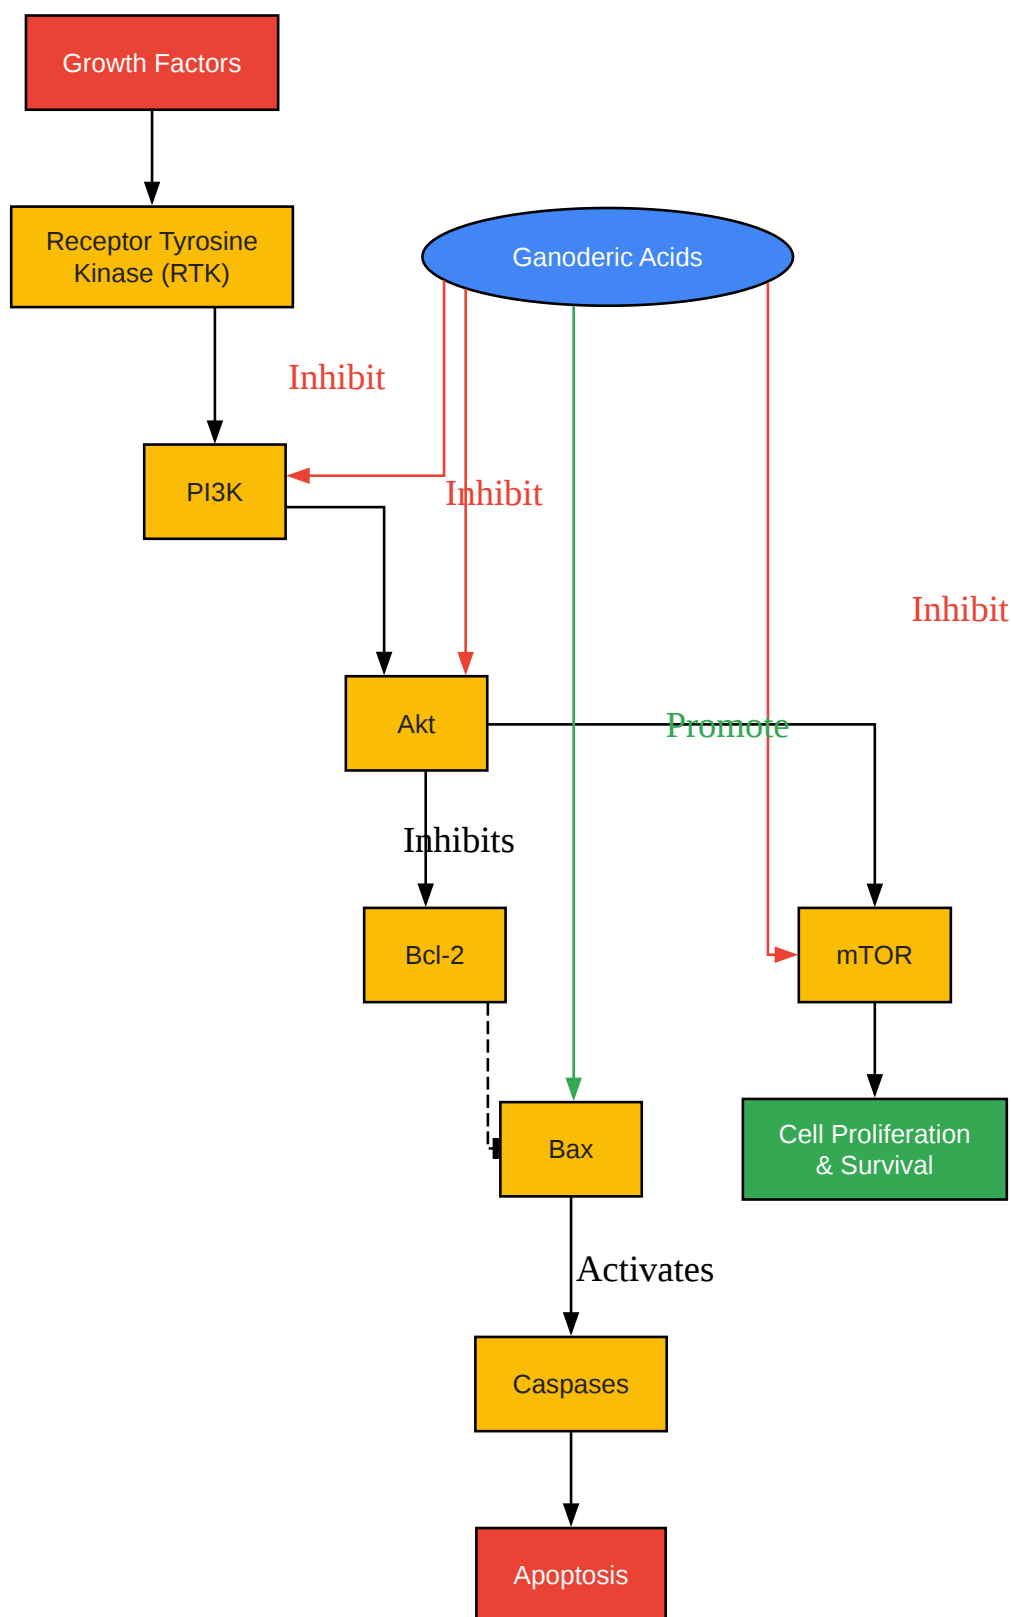 Growth Factors
Receptor Tyrosine
Kinase (RTK)
Ganoderic Acids
Inhibit
PI3K
Inhibit
Inhibit
Akt
Promote
Inhibits
Bcl-2
mTOR
Cell Proliferation
& Survival
Bax
Activates
Caspases
Apoptosis